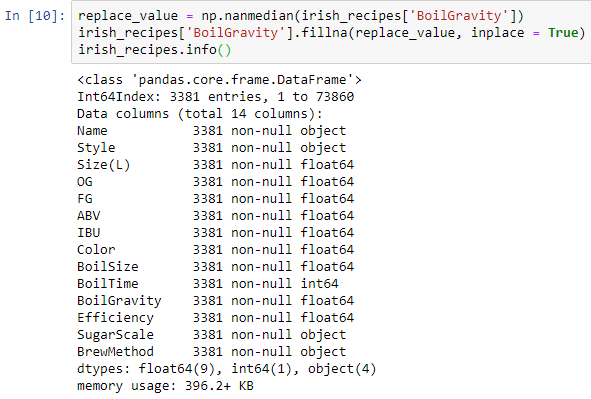 In [10]: replace_value = np.nanmedian(irish_recipes['BoilGravity'])
irish_recipes['BoilGravity'].fillna(replace_value, inplace = True)
irish_recipes.info()
<class 'pandas.core.frame.DataFrame'>
Int64Index: 3381 entries, 1 to 73860
Data columns (total 14 columns):
Name 3381 non-null object
Style 3381 non-null object
Size(L) 3381 non-null float64
OG 3381 non-null float64
FG 3381 non-null float64
ABV 3381 non-null float64
IBU 3381 non-null float64
Color 3381 non-null float64
BoilSize 3381 non-null float64
BoilTime 3381 non-null int64
BoilGravity 3381 non-null float64
Efficiency 3381 non-null float64
SugarScale 3381 non-null object
BrewMethod 3381 non-null object
dtypes: float64(9), int64(1), object(4)
memory usage: 396.2+ KB